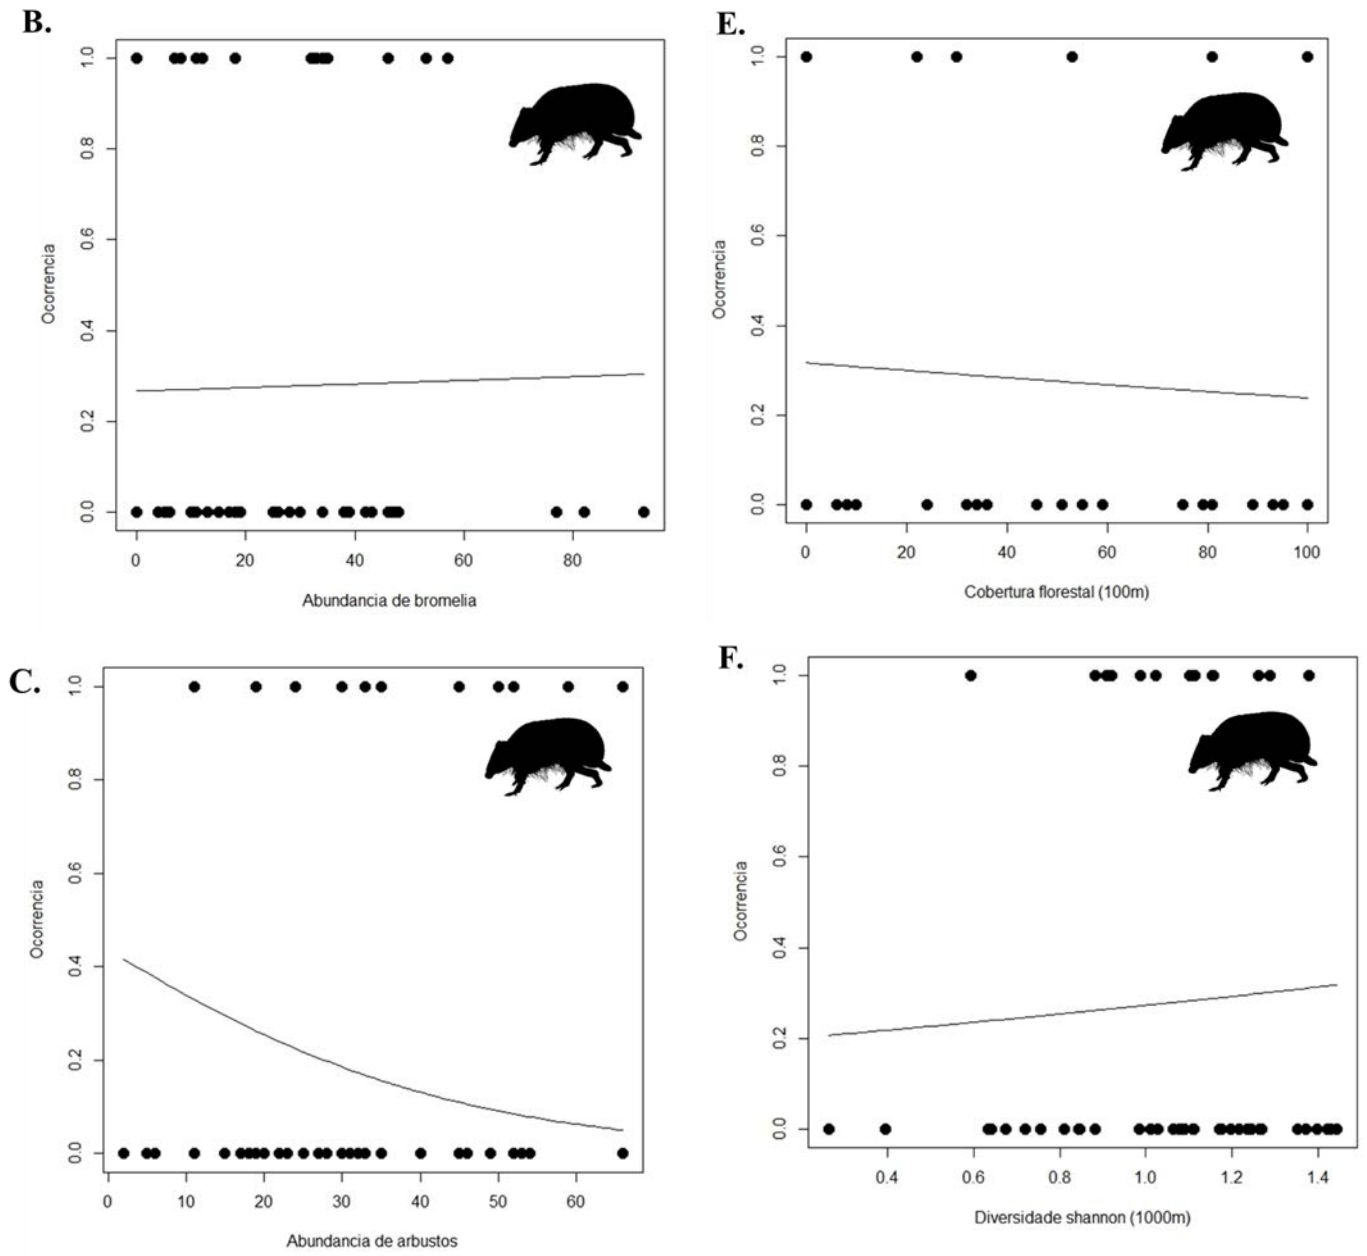 B.
Ocorrencia
1.0
0.8
0.6
0.4
0.2
0.0
0 20 40 60 80
Abundancia de bromelia
E.
Ocorrencia
1.0
0.8
0.6
0.4
0.2
0.0
0 20 40 60 80 100
Cobertura florestal (100m)
C.
Ocorrencia
1.0
0.8
0.6
0.4
0.2
0.0
0 10 20 30 40 50 60
Abundancia de arbustos
F.
Ocorrencia
1.0
0.8
0.6
0.4
0.2
0.0
0.4 0.6 0.8 1.0 1.2 1.4
Diversidade shannon (1000m)